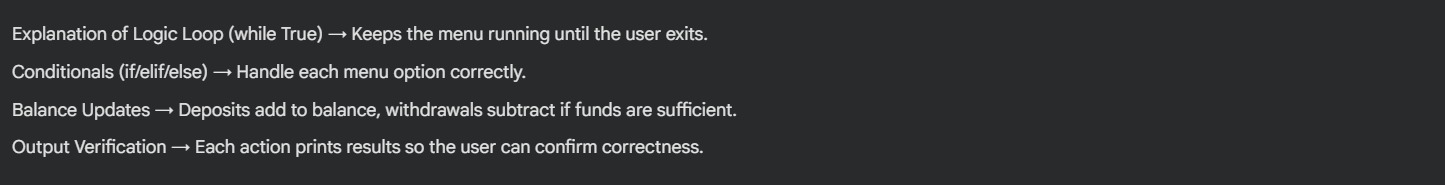 Explanation of Logic Loop (while True) → Keeps the menu running until the user exits.
Conditionals (if/elif/else) → Handle each menu option correctly.
Balance Updates → Deposits add to balance, withdrawals subtract if funds are sufficient.
Output Verification → Each action prints results so the user can confirm correctness.